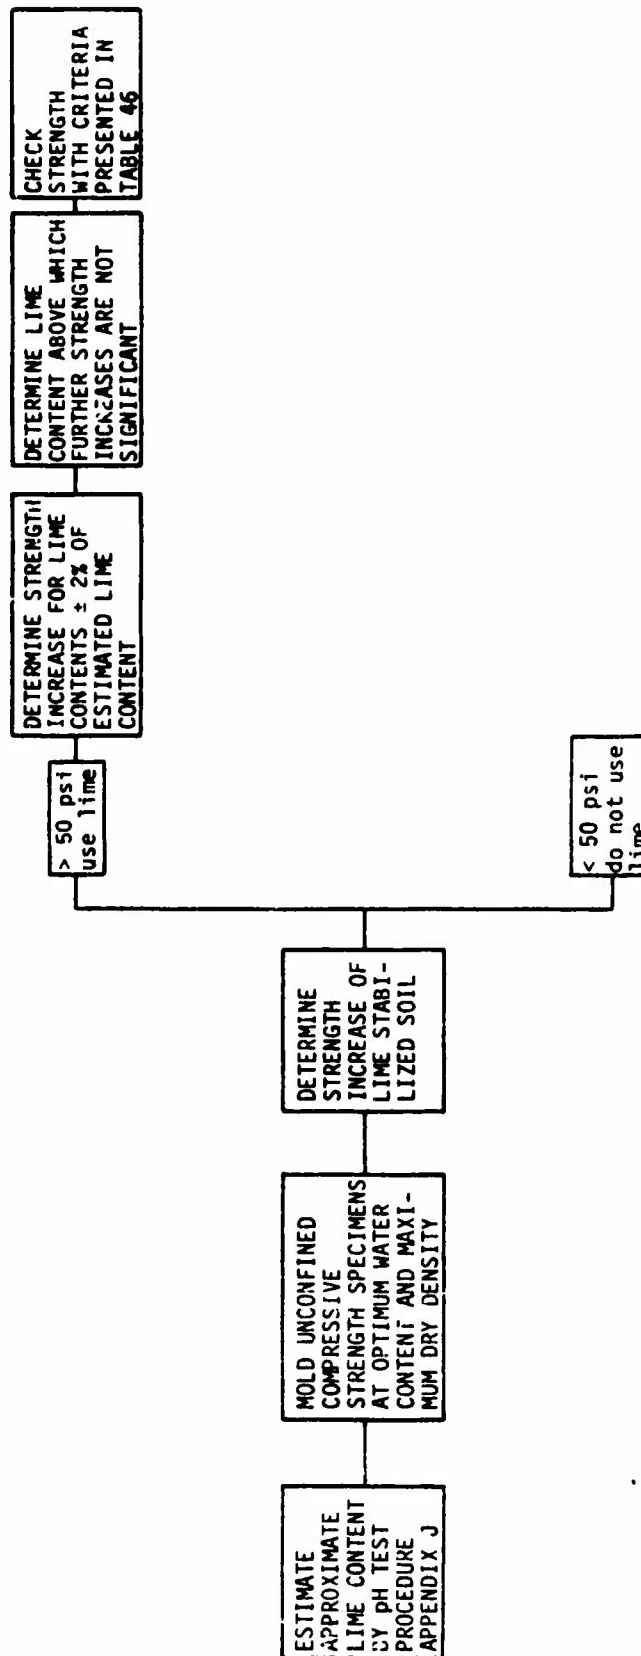 ESTIMATE
APPROXIMATE
LIME CONTENT
BY pH TEST
PROCEDURE
APPENDIX J
MOLD UNCONFINED
COMPRESSIVE
STRENGTH SPECIMENS
AT OPTIMUM WATER
CONTENT AND MAXI-
MUM DRY DENSITY
DETERMINE
STRENGTH
INCREASE OF
LIME STABI-
LIZED SOIL
> 50 psi
use lime
DETERMINE STRENGTH
INCREASE FOR LIME
CONTENTS ± 2% OF
ESTIMATED LIME
CONTENT
DETERMINE LIME
CONTENT ABOVE WHICH
FURTHER STRENGTH
INCREASES ARE NOT
SIGNIFICANT
CHECK
STRENGTH
WITH CRITERIA
PRESENTED IN
TABLE 46
< 50 psi
do not use
lime